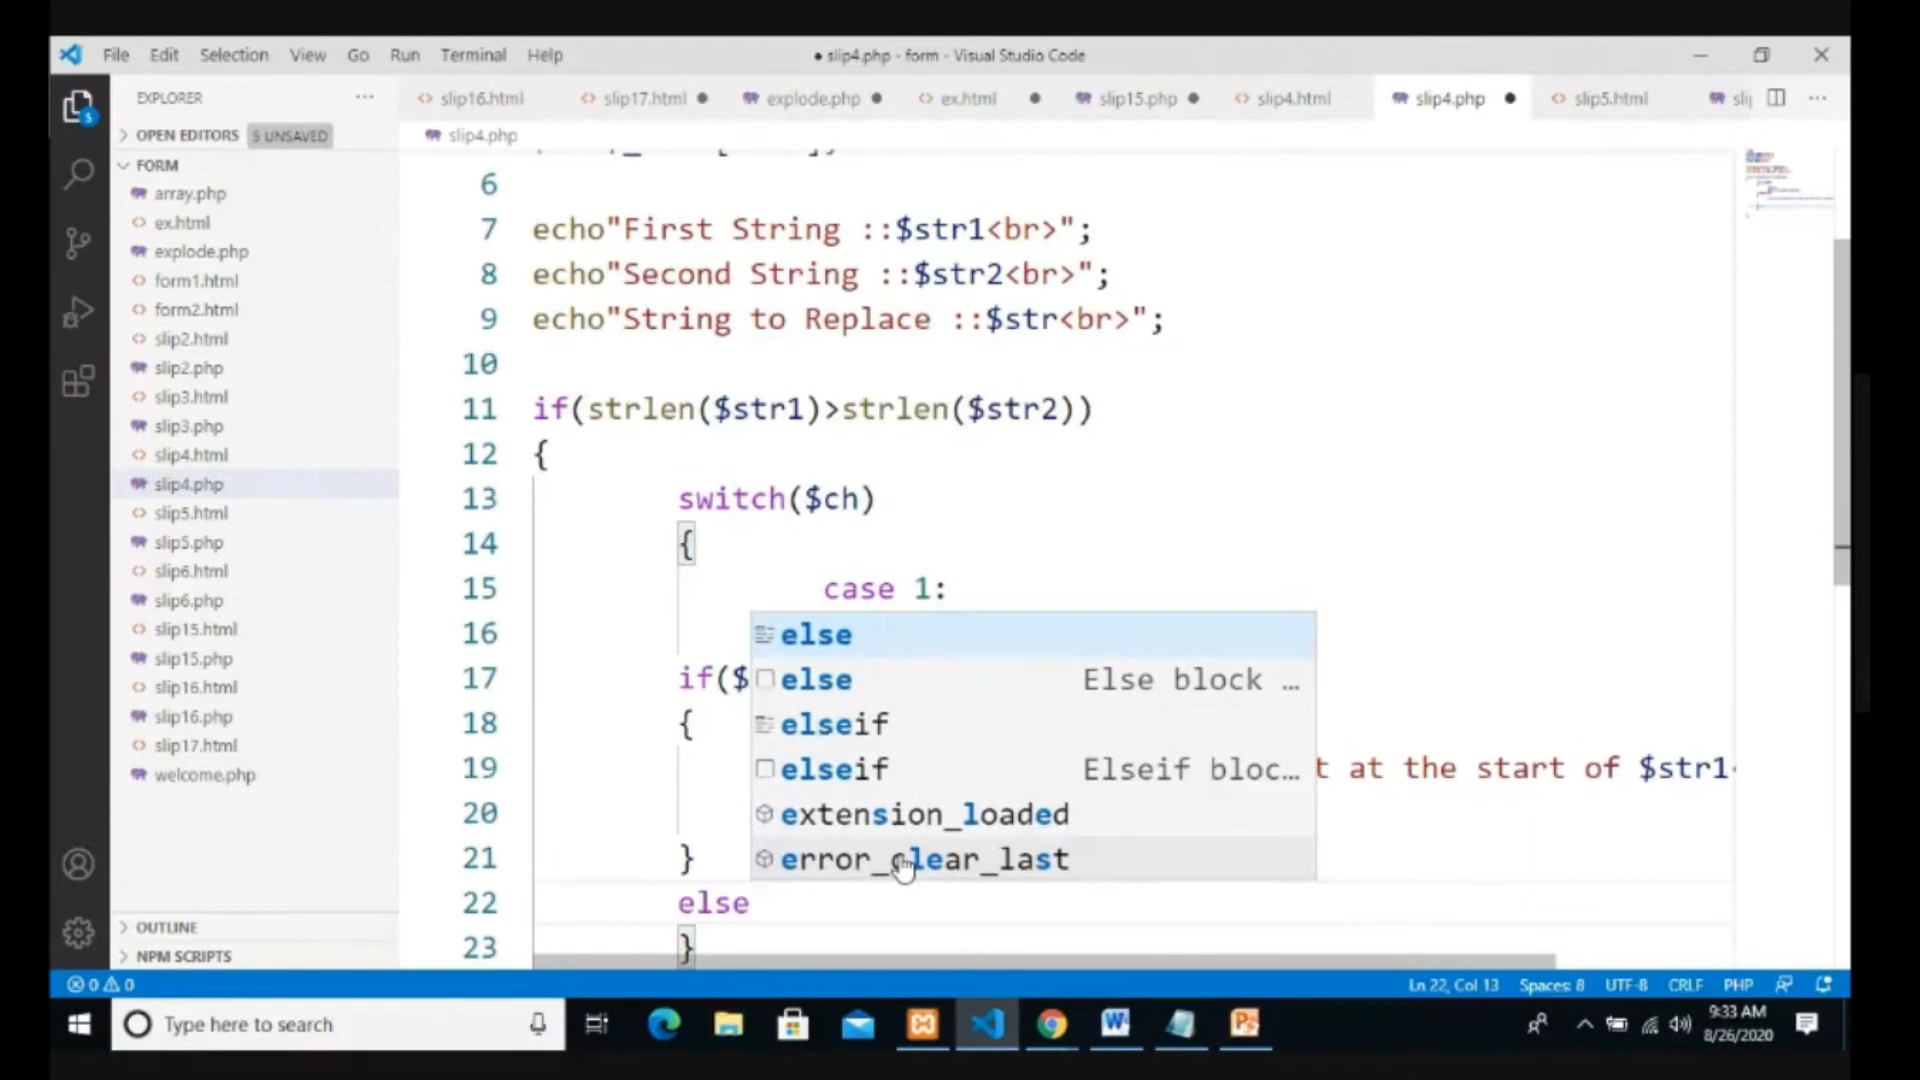 File Edit Selection View Go Run Terminal Help
● slip4.php - form - Visual Studio Code
EXPLORER
slip16.html slip17.html explode.php ex.html slip15.php slip4.html slip4.php slip5.html
OPEN EDITORS 5 UNSAVED
slip4.php
FORM
array.php
ex.html
explode.php
form1.html
form2.html
slip2.html
slip2.php
slip3.html
slip3.php
slip4.html
slip4.php
slip5.html
slip5.php
slip6.html
slip6.php
slip15.html
slip15.php
slip16.html
slip16.php
slip17.html
welcome.php
OUTLINE
NPM SCRIPTS
6
7 echo"First String ::$str1<br>";
8 echo"Second String ::$str2<br>";
9 echo"String to Replace ::$str<br>";
10
11 if(strlen($str1)>strlen($str2))
12 {
13 switch($ch)
14 {
15 case 1:
16
17 if($
18 {
19 t at the start of $str1
20
21 }
22 else
23 }
else
else Else block ...
elseif
elseif Elseif bloc...
extension_loaded
error_clear_last
0 0 Ln 22, Col 13 Spaces: 8 UTF-8 CRLF PHP
Type here to search
9:33 AM
8/26/2020